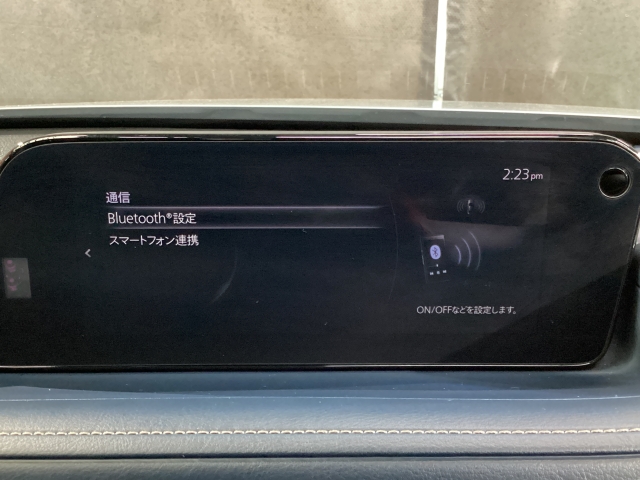 2:23pm
通信
Bluetooth®設定
スマートフォン連携
ON/OFFなどを設定します。